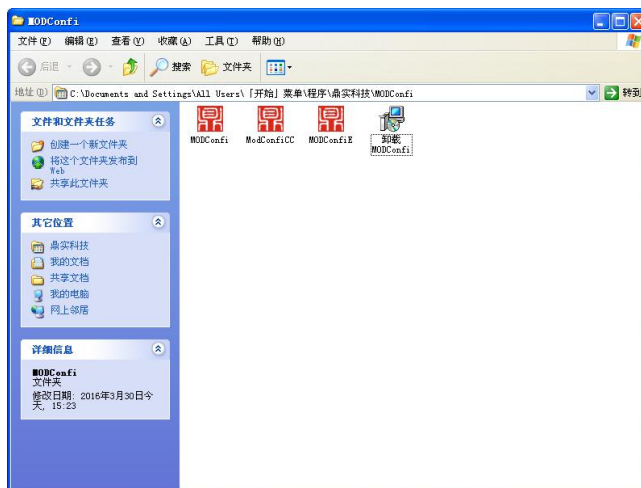 MODConfi
文件(F) 编辑(E) 查看(V) 收藏(A) 工具(T) 帮助(H)
后退 搜索 文件夹
地址(D) C:\Documents and Settings\All Users\「开始」菜单\程序\鼎实科技\MODConfi 转到
文件和文件夹任务
创建一个新文件夹
将这个文件夹发布到
Web
共享此文件夹
其它位置
鼎实科技
我的文档
共享文档
我的电脑
网上邻居
详细信息
MODConfi
文件夹
修改日期: 2016年3月30日今
天, 15:23
鼎 鼎 鼎
MODConfi ModConfiCC MODConfiE 卸载
MODConfi